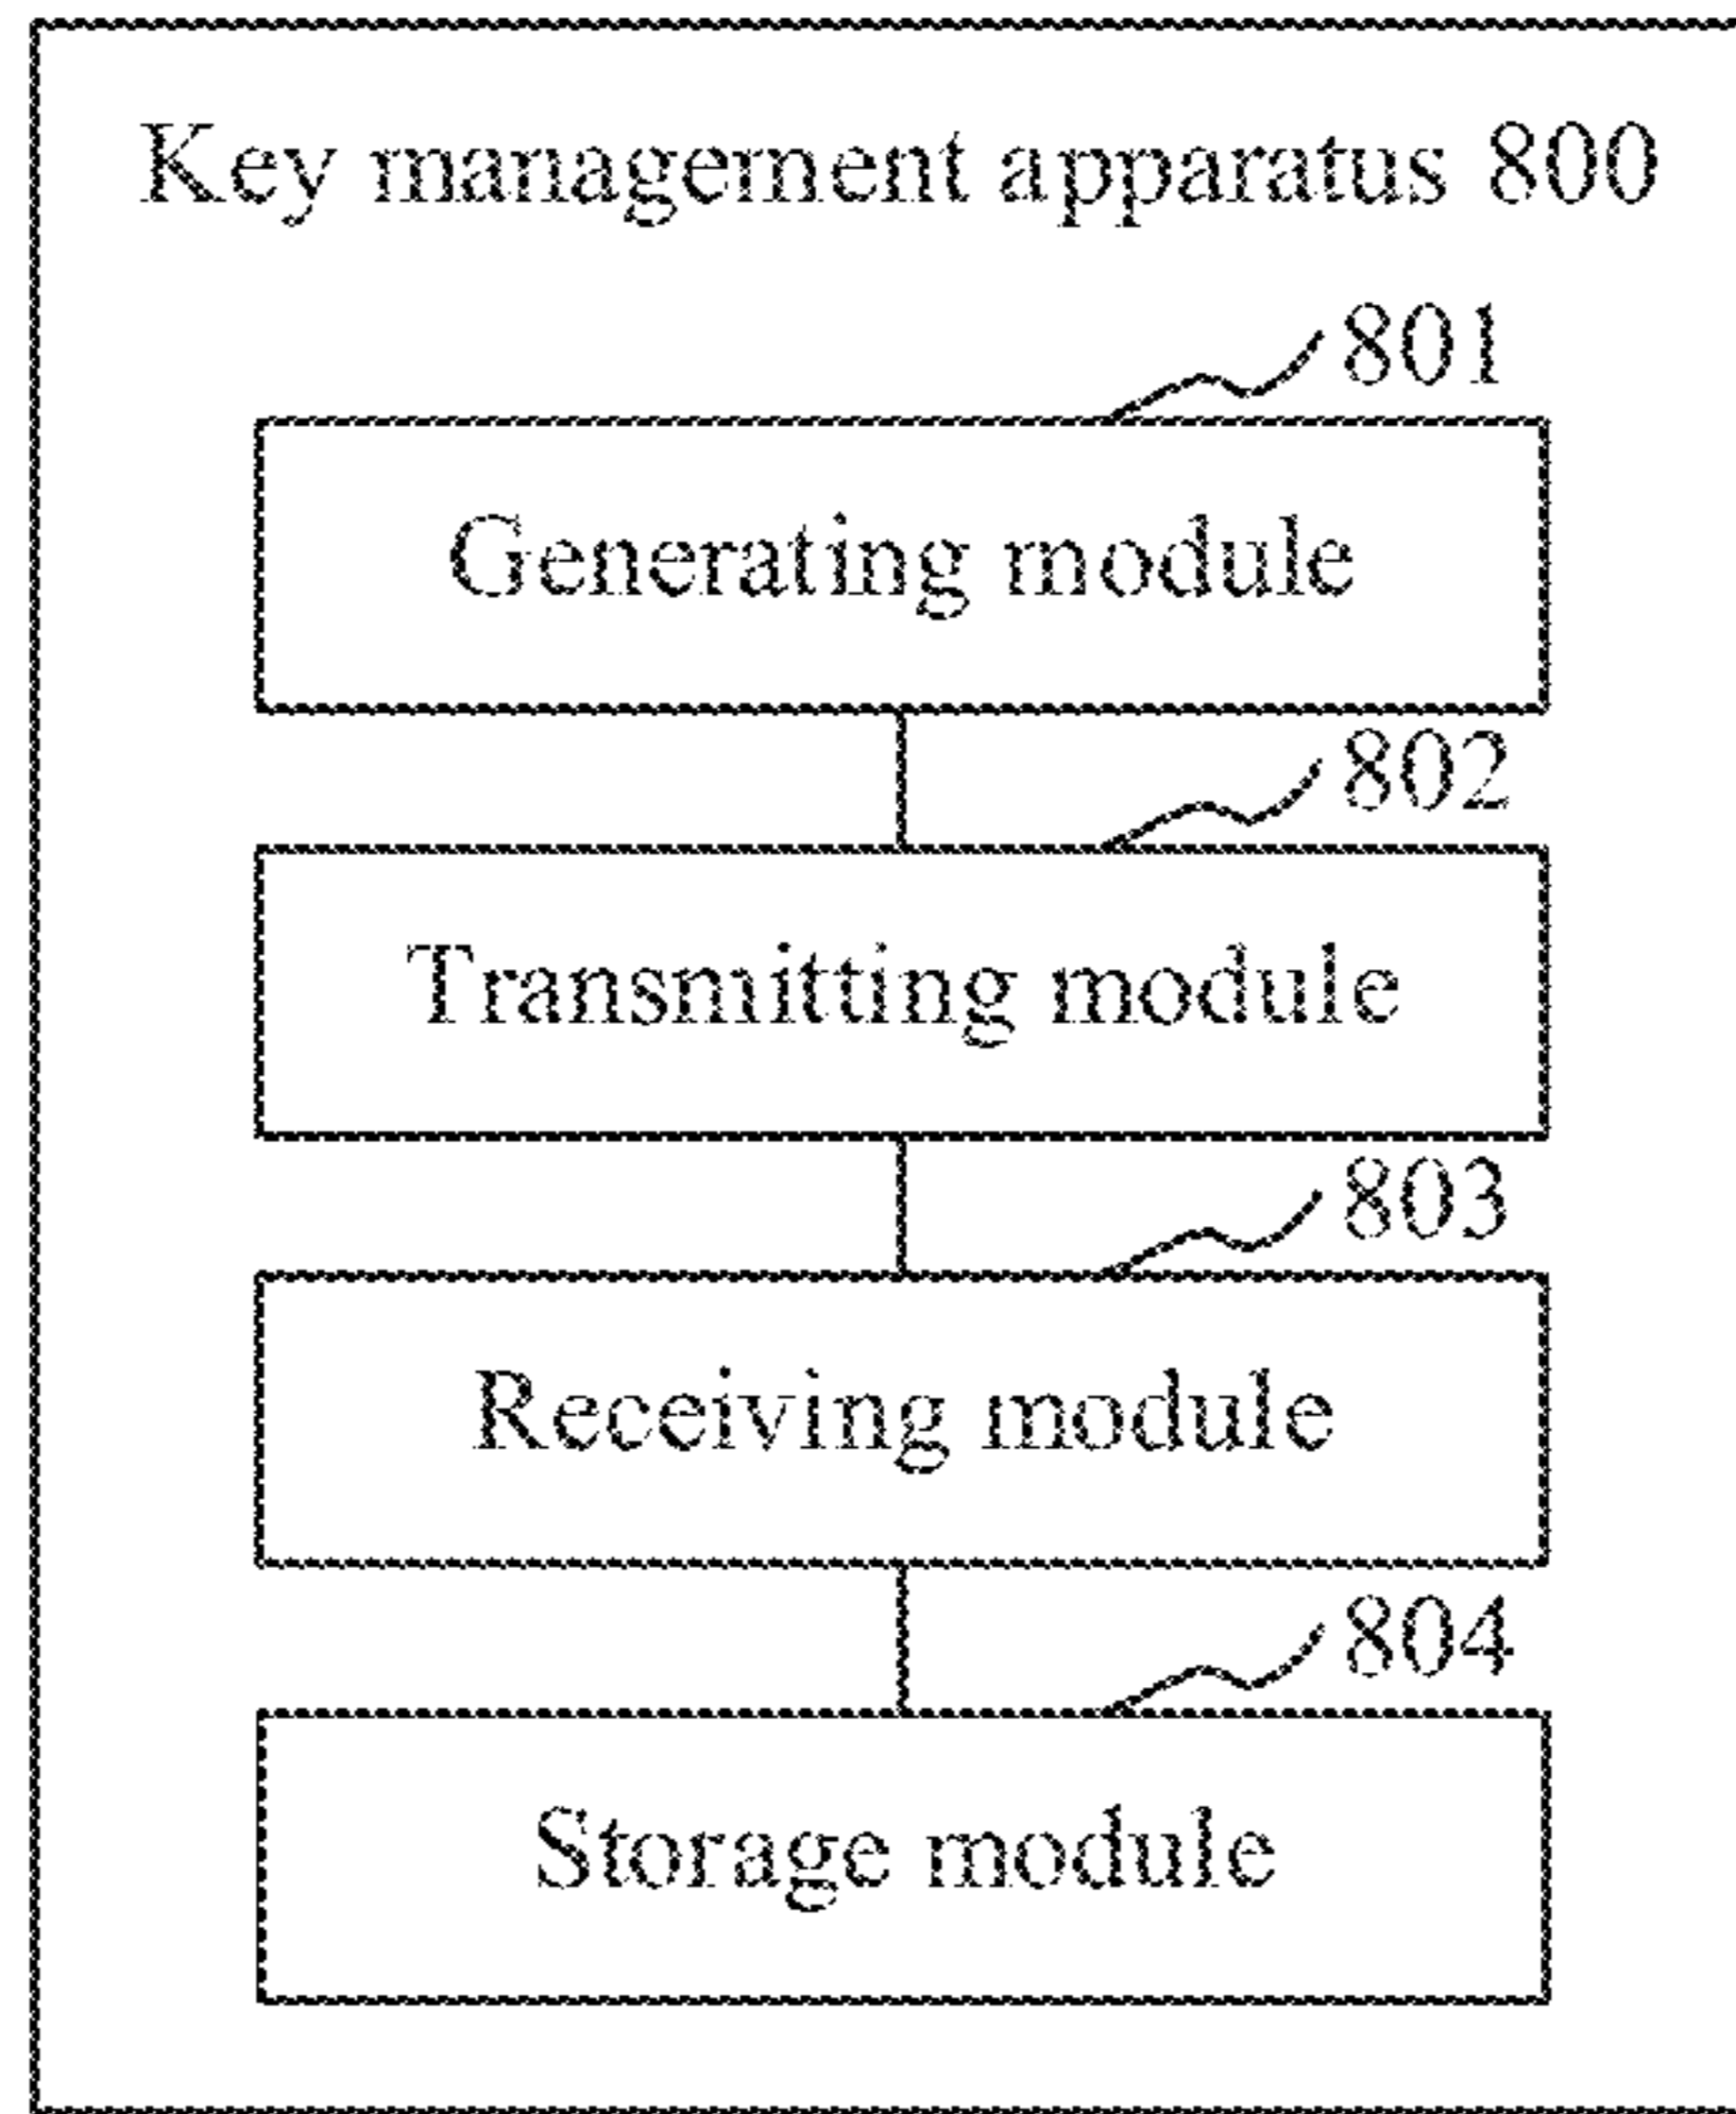 Key management apparatus 800
801
Generating module
802
Transmitting module
803
Receiving module
804
Storage module